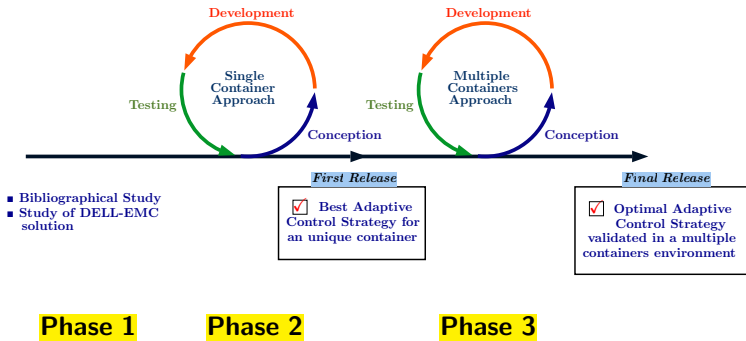 Development
Single
Container
Approach
Testing
Conception
Development
Multiple
Containers
Approach
Testing
Conception
▪ Bibliographical Study
▪ Study of DELL-EMC
solution
First Release
☑ Best Adaptive
Control Strategy for
an unique container
Final Release
☑ Optimal Adaptive
Control Strategy
validated in a multiple
containers environment
Phase 1
Phase 2
Phase 3